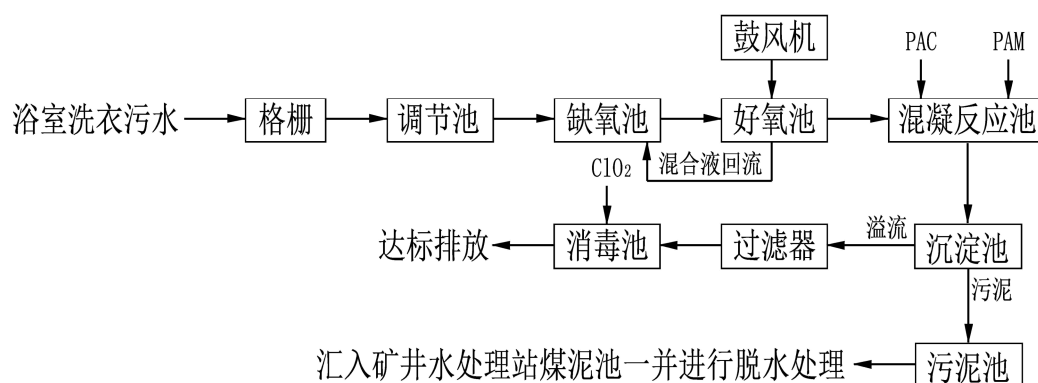 鼓风机
PAC
PAM
浴室洗衣污水
格栅
调节池
缺氧池
好氧池
混凝反应池
混合液回流
ClO₂
达标排放
消毒池
过滤器
溢流
沉淀池
污泥
汇入矿井水处理站煤泥池一并进行脱水处理
污泥池